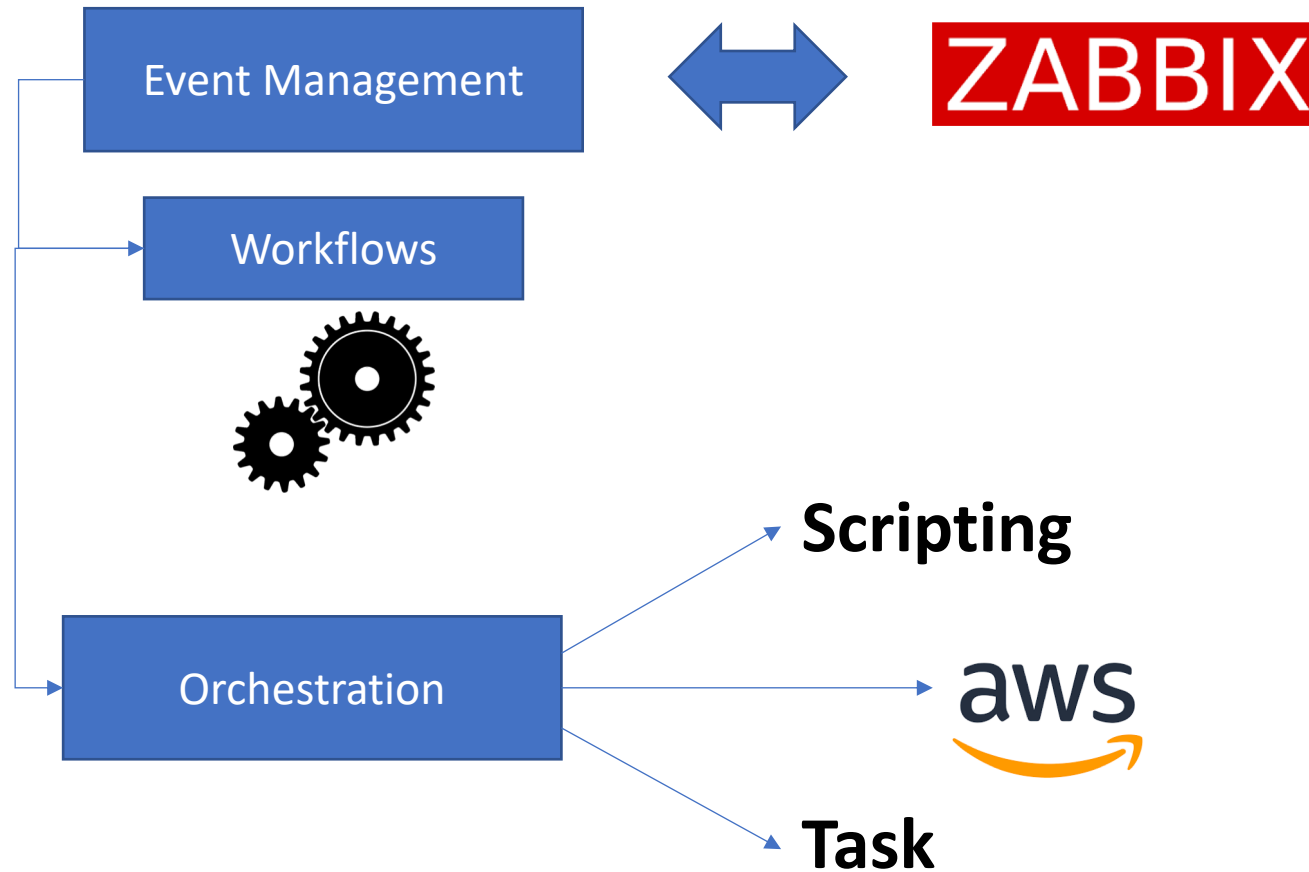 Event Management
ZABBIX
Workflows
Scripting
Orchestration
aws
Task